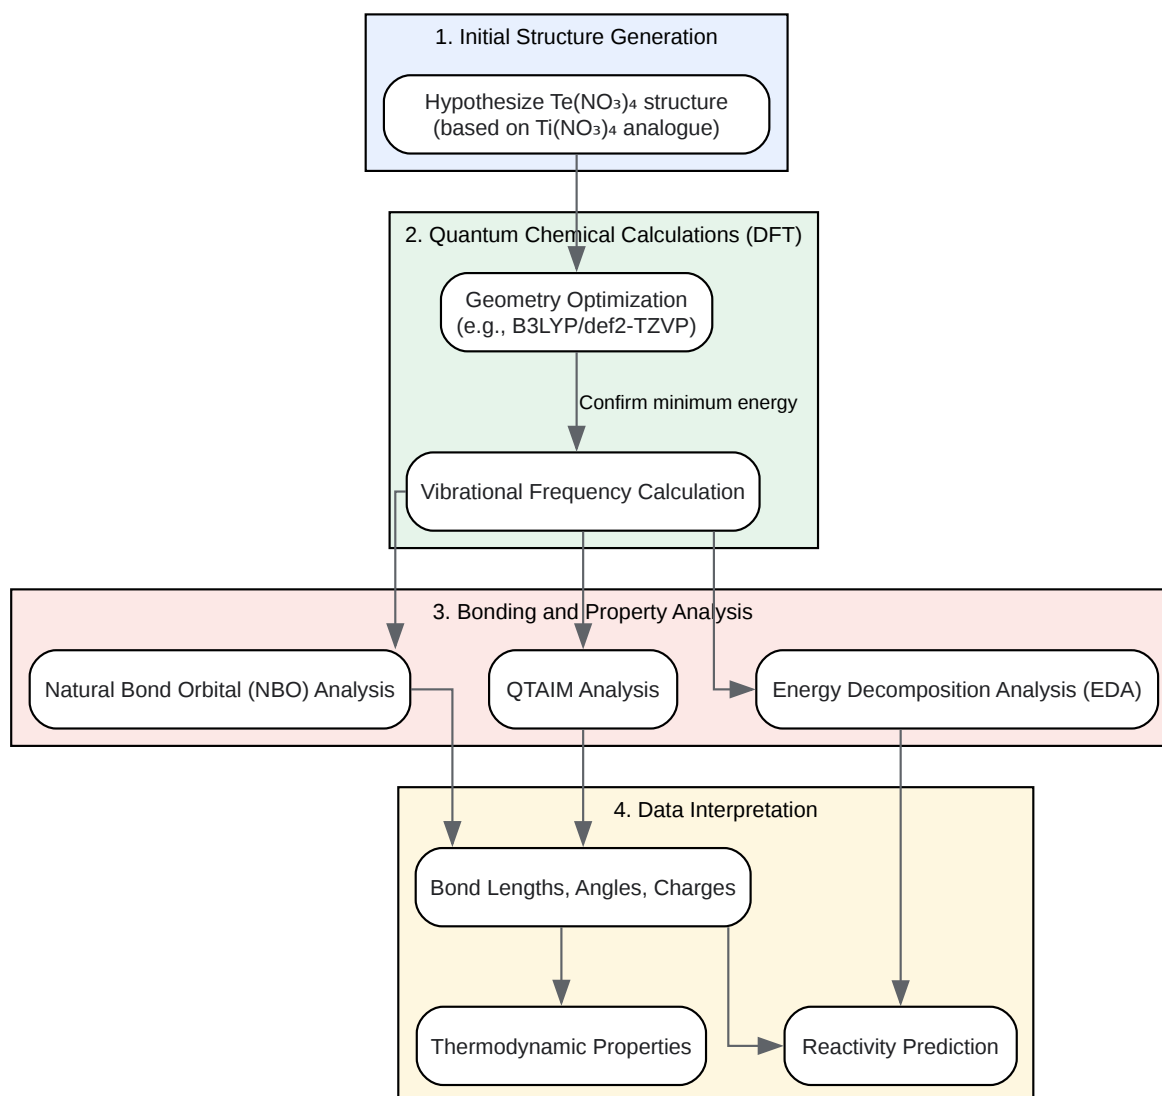 1. Initial Structure Generation
Hypothesize Te(NO₃)₄ structure
(based on Ti(NO₃)₄ analogue)
2. Quantum Chemical Calculations (DFT)
Geometry Optimization
(e.g., B3LYP/def2-TZVP)
Confirm minimum energy
Vibrational Frequency Calculation
3. Bonding and Property Analysis
Natural Bond Orbital (NBO) Analysis
QTAIM Analysis
Energy Decomposition Analysis (EDA)
4. Data Interpretation
Bond Lengths, Angles, Charges
Thermodynamic Properties
Reactivity Prediction